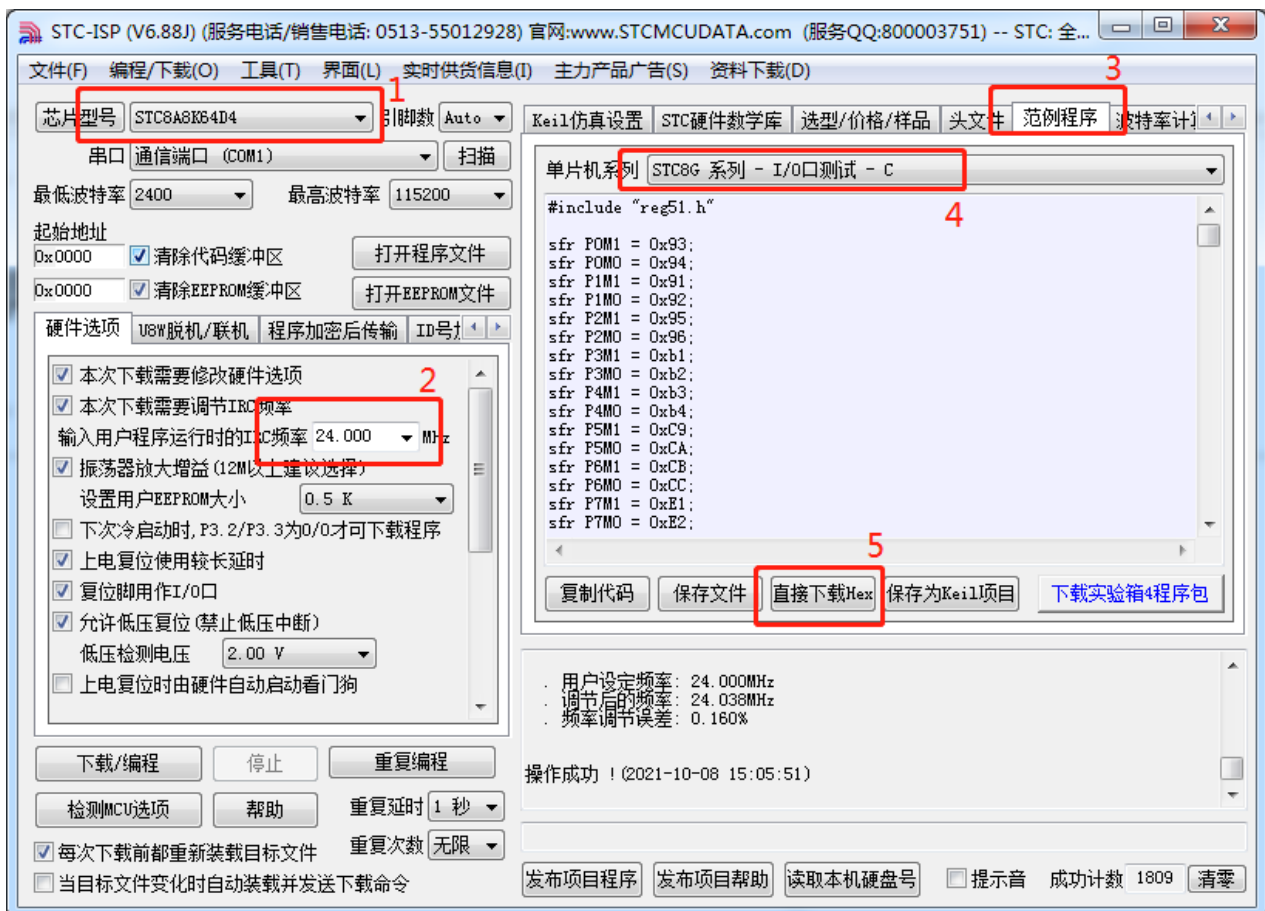 STC-ISP (V6.88J) (服务电话/销售电话: 0513-55012928) 官网:www.STCMCUDATA.com (服务QQ:800003751) -- STC: 全...
文件(F) 编程/下载(O) 工具(T) 界面(L) 实时供货信息(I) 主力产品广告(S) 资料下载(D)
1
3
芯片型号 STC8A8K64D4 引脚数 Auto
串口 通信端口 (COM1) 扫描
最低波特率 2400 最高波特率 115200
起始地址
0x0000 清除代码缓冲区 打开程序文件
0x0000 清除EEPROM缓冲区 打开EEPROM文件
硬件选项 U8W脱机/联机 程序加密后传输 ID号
本次下载需要修改硬件选项
2
本次下载需要调节IRC频率
输入用户程序运行时的IRC频率 24.000 MHz
振荡器放大增益(12M以上建议选择)
设置用户EEPROM大小 0.5 K
下次冷启动时,P3.2/P3.3为0/0才可下载程序
上电复位使用较长延时
复位脚用作I/O口
允许低压复位(禁止低压中断)
低压检测电压 2.00 V
上电复位时由硬件自动启动看门狗
下载/编程 停止 重复编程
检测MCU选项 帮助 重复延时 1 秒
每次下载前都重新装载目标文件 重复次数 无限
当目标文件变化时自动装载并发送下载命令
Keil仿真设置 STC硬件数学库 选型/价格/样品 头文件 范例程序 波特率计
单片机系列 STC8G 系列 - I/O口测试 - C
4
#include "reg51.h"
sfr P0M1 = 0x93;
sfr P0M0 = 0x94;
sfr P1M1 = 0x91;
sfr P1M0 = 0x92;
sfr P2M1 = 0x95;
sfr P2M0 = 0x96;
sfr P3M1 = 0xb1;
sfr P3M0 = 0xb2;
sfr P4M1 = 0xb3;
sfr P4M0 = 0xb4;
sfr P5M1 = 0xC9;
sfr P5M0 = 0xCA;
sfr P6M1 = 0xCB;
sfr P6M0 = 0xCC;
sfr P7M1 = 0xE1;
sfr P7M0 = 0xE2;
5
复制代码 保存文件 直接下载Hex 保存为Keil项目 下载实验箱4程序包
. 用户设定频率: 24.000MHz
. 调节后的频率: 24.038MHz
. 频率调节误差: 0.160%
操作成功 !(2021-10-08 15:05:51)
发布项目程序 发布项目帮助 读取本机硬盘号 提示音 成功计数 1809 清零